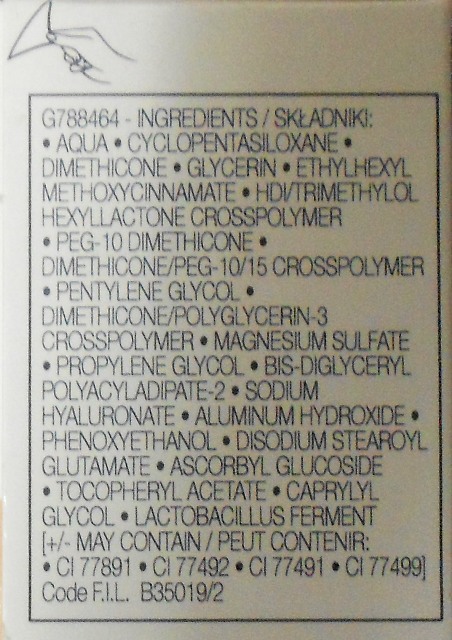 G788464 - INGREDIENTS / SKŁADNIKI:
• AQUA • CYCLOPENTASILOXANE •
DIMETHICONE • GLYCERIN • ETHYLHEXYL
METHOXYCINNAMATE • HDI/TRIMETHYLOL
HEXYLLACTONE CROSSPOLYMER
• PEG-10 DIMETHICONE •
DIMETHICONE/PEG-10/15 CROSSPOLYMER
• PENTYLENE GLYCOL •
DIMETHICONE/POLYGLYCERIN-3
CROSSPOLYMER • MAGNESIUM SULFATE
• PROPYLENE GLYCOL • BIS-DIGLYCERYL
POLYACYLADIPATE-2 • SODIUM
HYALURONATE • ALUMINUM HYDROXIDE •
PHENOXYETHANOL • DISODIUM STEAROYL
GLUTAMATE • ASCORBYL GLUCOSIDE
• TOCOPHERYL ACETATE • CAPRYLYL
GLYCOL • LACTOBACILLUS FERMENT
[+/- MAY CONTAIN / PEUT CONTENIR:
• CI 77891 • CI 77492 • CI 77491 • CI 77499]
Code F.I.L. B35019/2